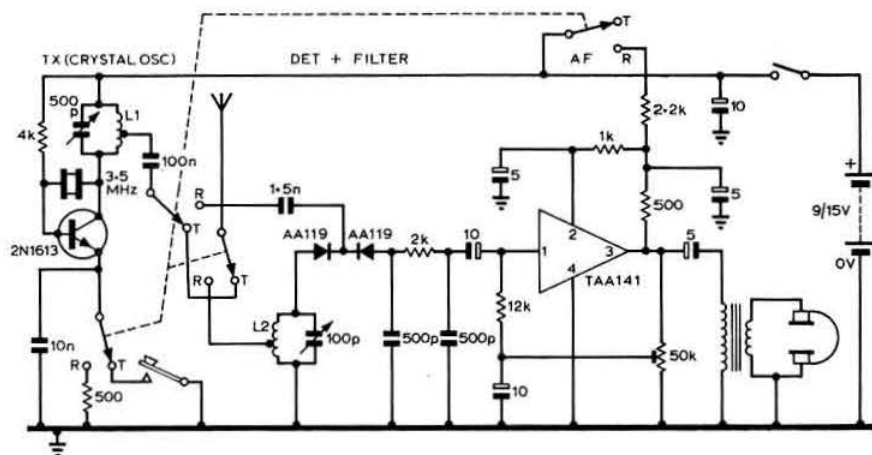 T
AF
R
TX (CRYSTAL OSC)
DET + FILTER
500
p
L1
4k
100n
3·5
MHz
2N1613
R
T
1·5n
AA119
AA119
2k
R
T
L2
100p
500p
500p
10n
R
T
500
2·2k
1k
5
5
500
10
1
2
3
4
TAA141
12k
10
50k
5
10
+
9/15V
0V